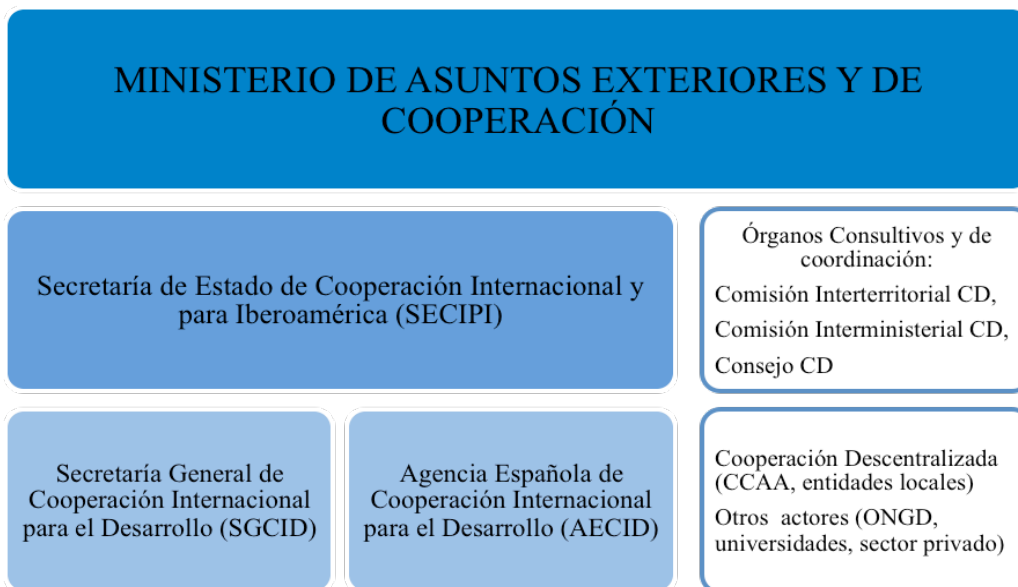 MINISTERIO DE ASUNTOS EXTERIORES Y DE
COOPERACIÓN
Secretaría de Estado de Cooperación Internacional y
para Iberoamérica (SECIPI)
Órganos Consultivos y de
coordinación:
Comisión Interterritorial CD,
Comisión Interministerial CD,
Consejo CD
Secretaría General de
Cooperación Internacional
para el Desarrollo (SGCID)
Agencia Española de
Cooperación Internacional
para el Desarrollo (AECID)
Cooperación Descentralizada
(CCAA, entidades locales)
Otros actores (ONGD,
universidades, sector privado)